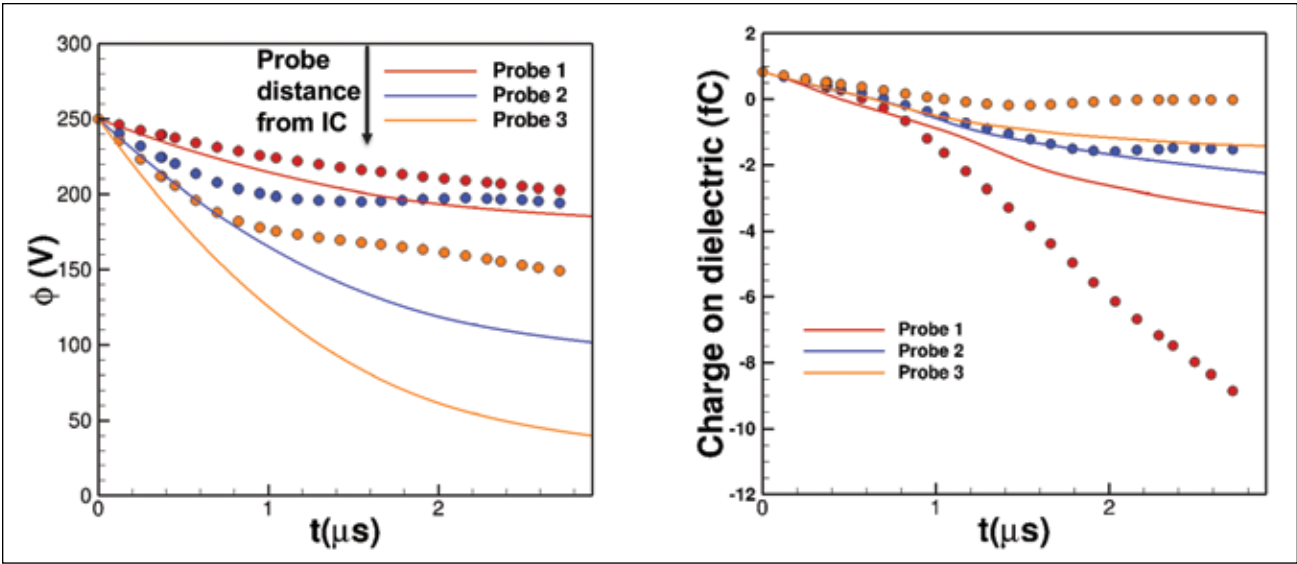 300
250
200
150
100
50
0
ϕ (V)
Probe
distance
from IC
Probe 1
Probe 2
Probe 3
0
1
2
t(μs)
2
0
-2
-4
-6
-8
-10
-12
Charge on dielectric (fC)
Probe 1
Probe 2
Probe 3
0
1
2
t(μs)